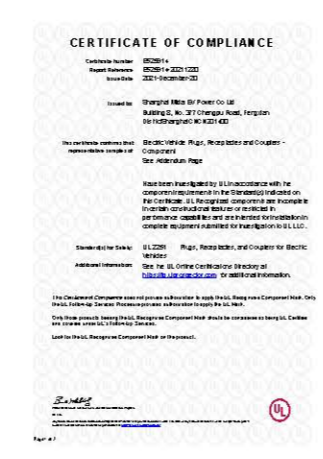 CERTIFICATE OF COMPLIANCE
Certificate Number
Report Reference
Issue Date 2021-December-20
Issued to: Shanghai Mida EV Power Co Ltd
Building 3, No. 377 Chengpu Road, Fengxian
This certificate confirms that Electric Vehicle Plugs, Receptacles and Couplers -
representative samples of Component
See Addendum Page
Have been investigated by UL in accordance with the
component requirements in the Standard(s) indicated on
this Certificate. UL Recognized components are incomplete
in certain constructional features or restricted in
performance capabilities and are intended for installation in
complete equipment submitted for investigation to UL LLC.
Standard(s) for Safety: UL 2251 Plugs, Receptacles, and Couplers for Electric
Vehicles
Additional Information: See the UL Online Certifications Directory at
for additional information.
This Certificate of Compliance does not provide authorization to apply the UL Recognized Component Mark. Only
the UL Follow-Up Services Procedure provides authorization to apply the UL Mark.
Only those products bearing the UL Recognized Component Mark should be considered as being UL Certified
and covered under UL's Follow-Up Services.
Look for the UL Recognized Component Mark on the product.
UL